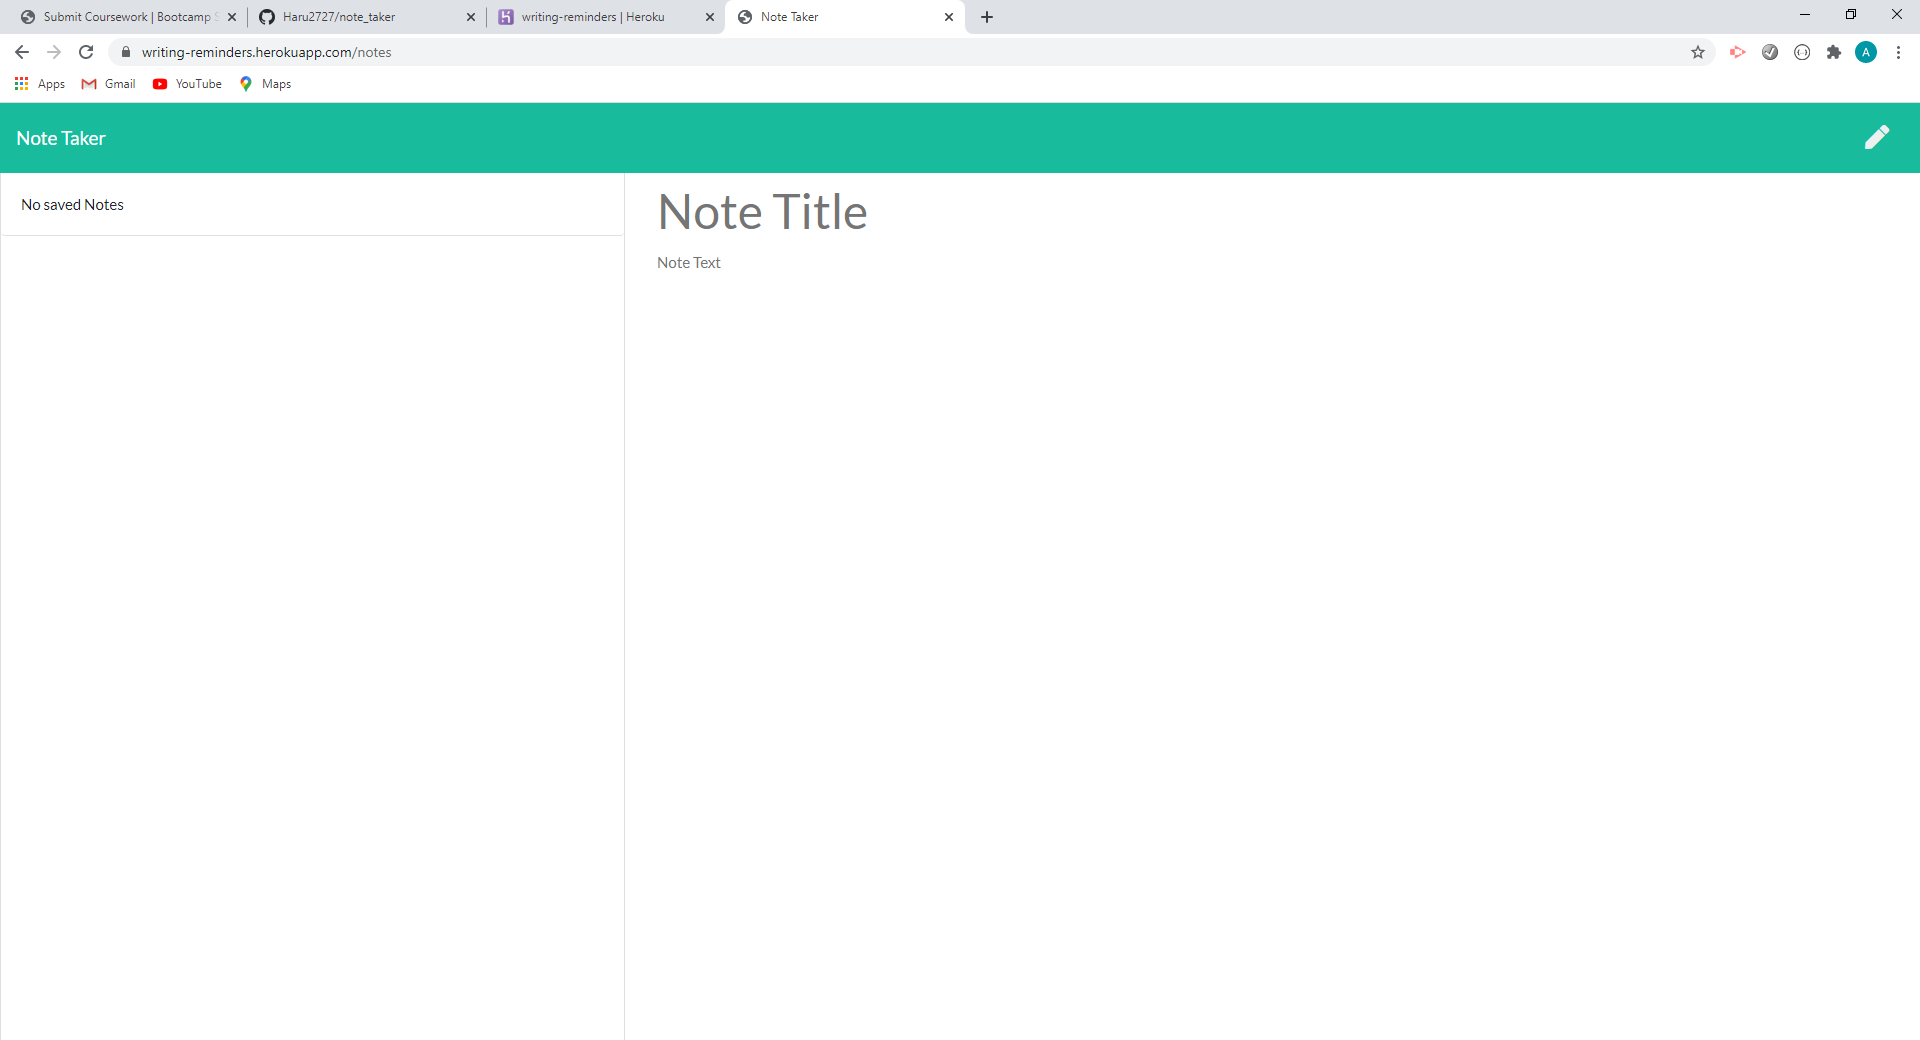 Submit Coursework | Bootcamp
Haru2727/note_taker
writing-reminders | Heroku
Note Taker
writing-reminders.herokuapp.com/notes
A
Apps
Gmail
YouTube
Maps
Note Taker
No saved Notes
Note Title
Note Text